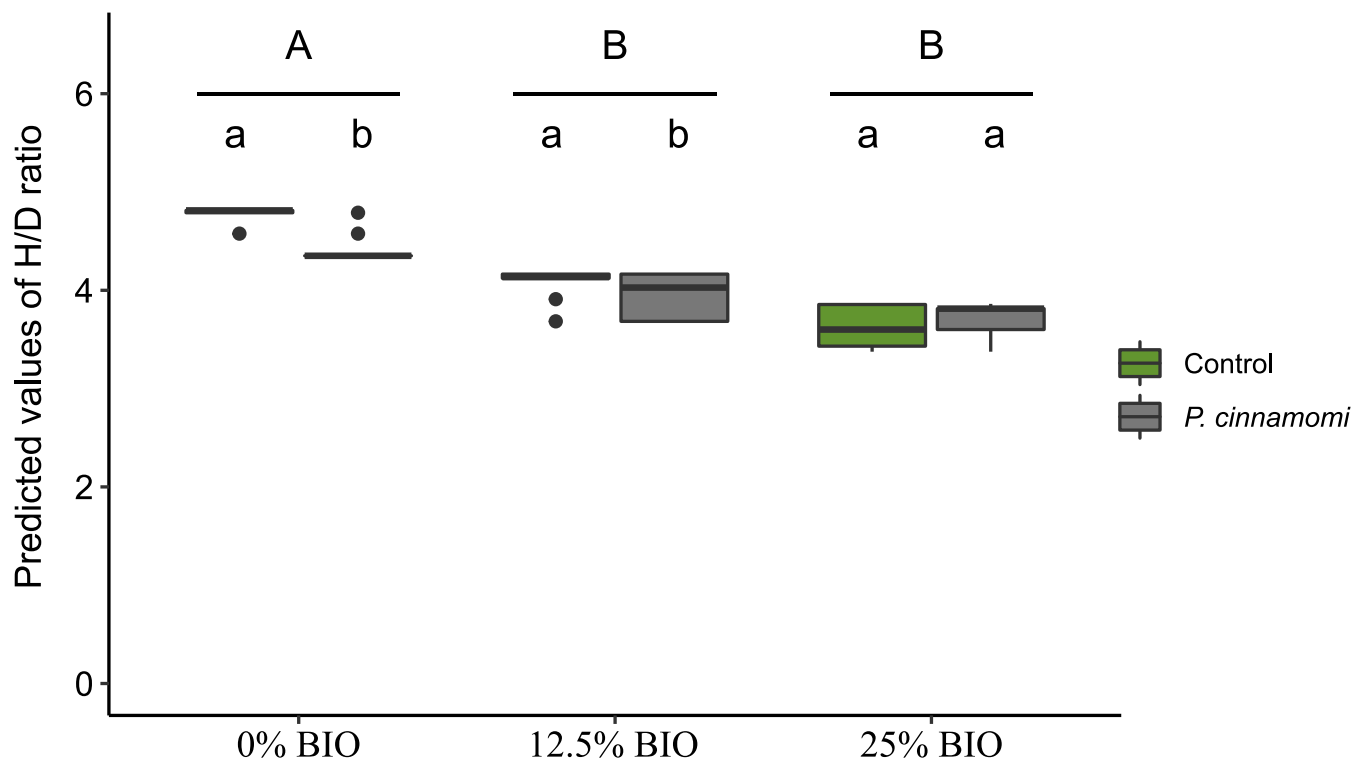 Predicted values of H/D ratio
6
4
2
0
A
B
B
a
b
a
b
a
a
0% BIO
12.5% BIO
25% BIO
Control
P. cinnamomi